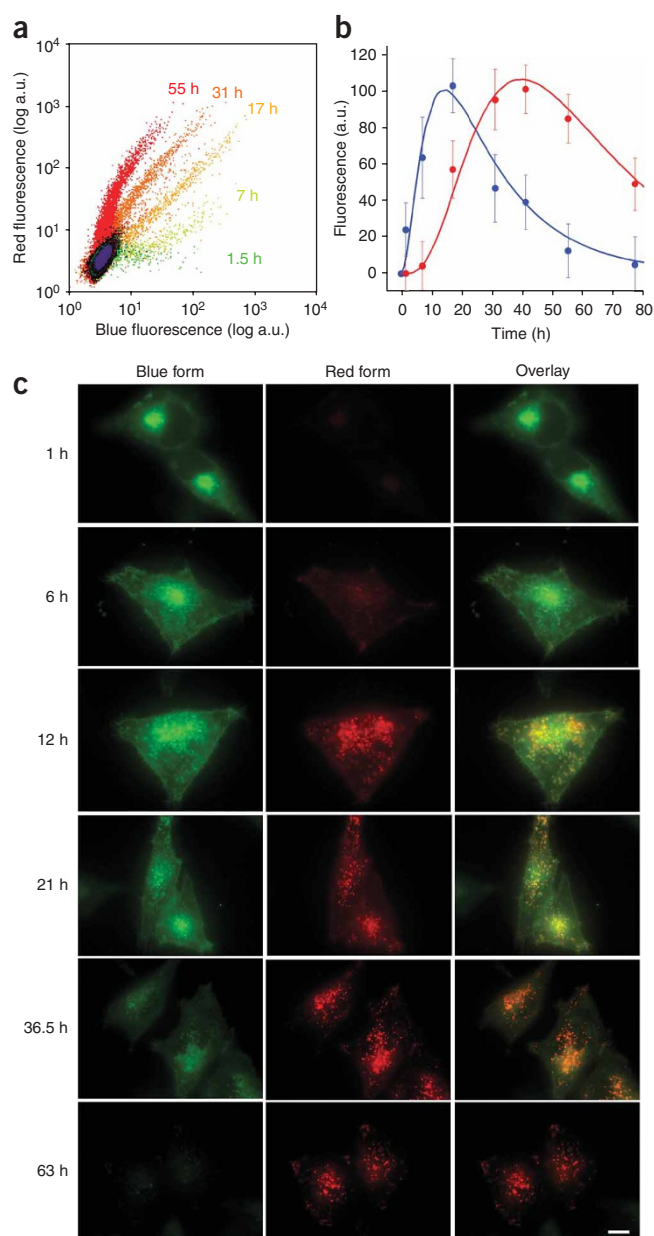 a
Red fluorescence (log a.u.)
10⁴
10³
10²
10¹
10⁰
55 h
31 h
17 h
7 h
1.5 h
10⁰ 10¹ 10² 10³ 10⁴
Blue fluorescence (log a.u.)
b
Fluorescence (a.u.)
120
100
80
60
40
20
0
0 10 20 30 40 50 60 70 80
Time (h)
c
Blue form Red form Overlay
1 h
6 h
12 h
21 h
36.5 h
63 h